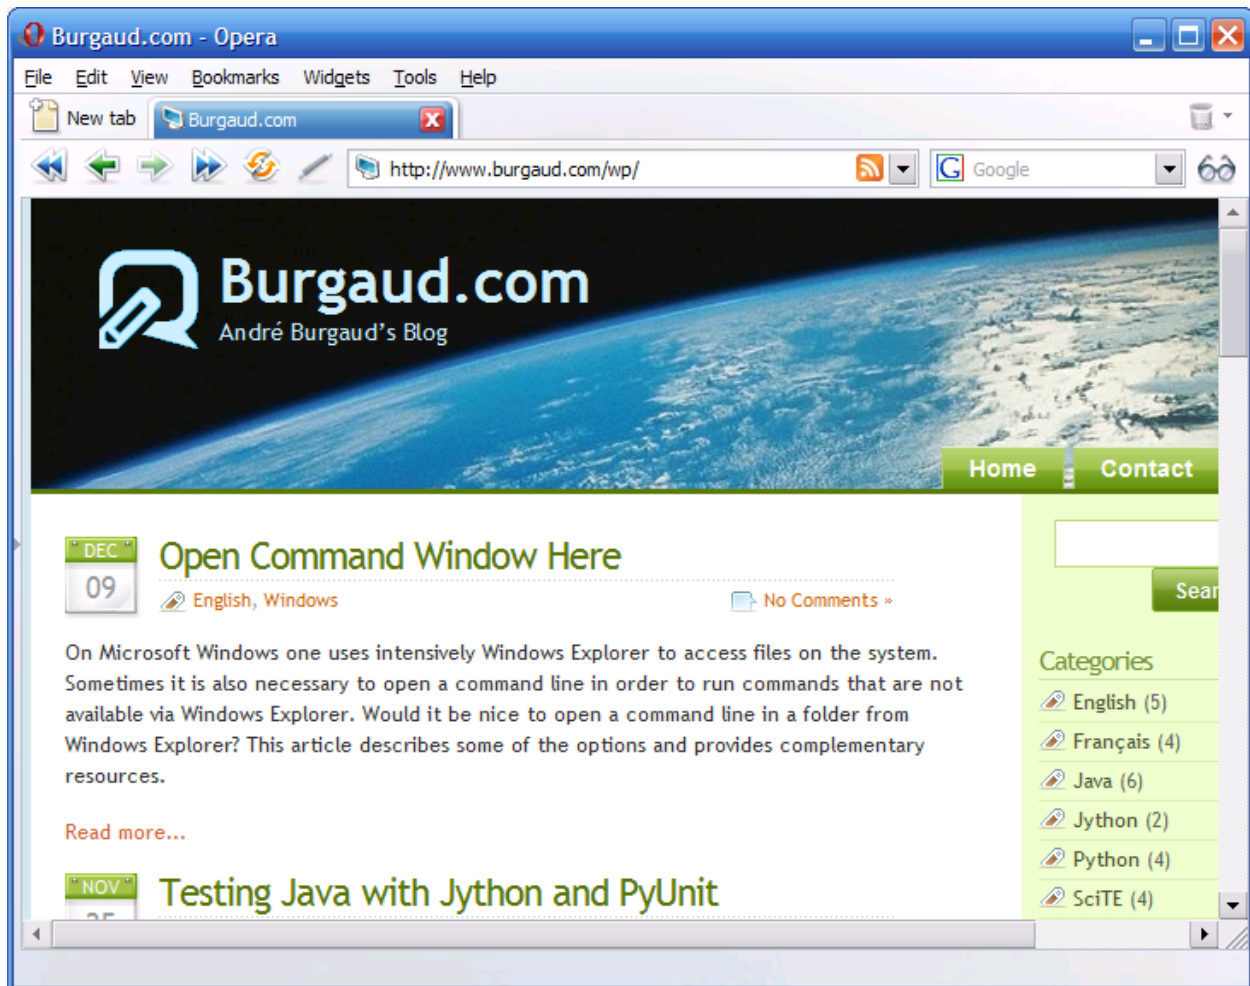 Burgaud.com - Opera
File Edit View Bookmarks Widgets Tools Help
New tab Burgaud.com
http://www.burgaud.com/wp/ G Google
Burgaud.com
André Burgaud's Blog
Home Contact
DEC
09
Open Command Window Here
English, Windows No Comments »
On Microsoft Windows one uses intensively Windows Explorer to access files on the system.
Sometimes it is also necessary to open a command line in order to run commands that are not
available via Windows Explorer. Would it be nice to open a command line in a folder from
Windows Explorer? This article describes some of the options and provides complementary
resources.
Read more...
NOV
Testing Java with Jython and PyUnit
Sear
Categories
English (5)
Français (4)
Java (6)
Jython (2)
Python (4)
SciTE (4)